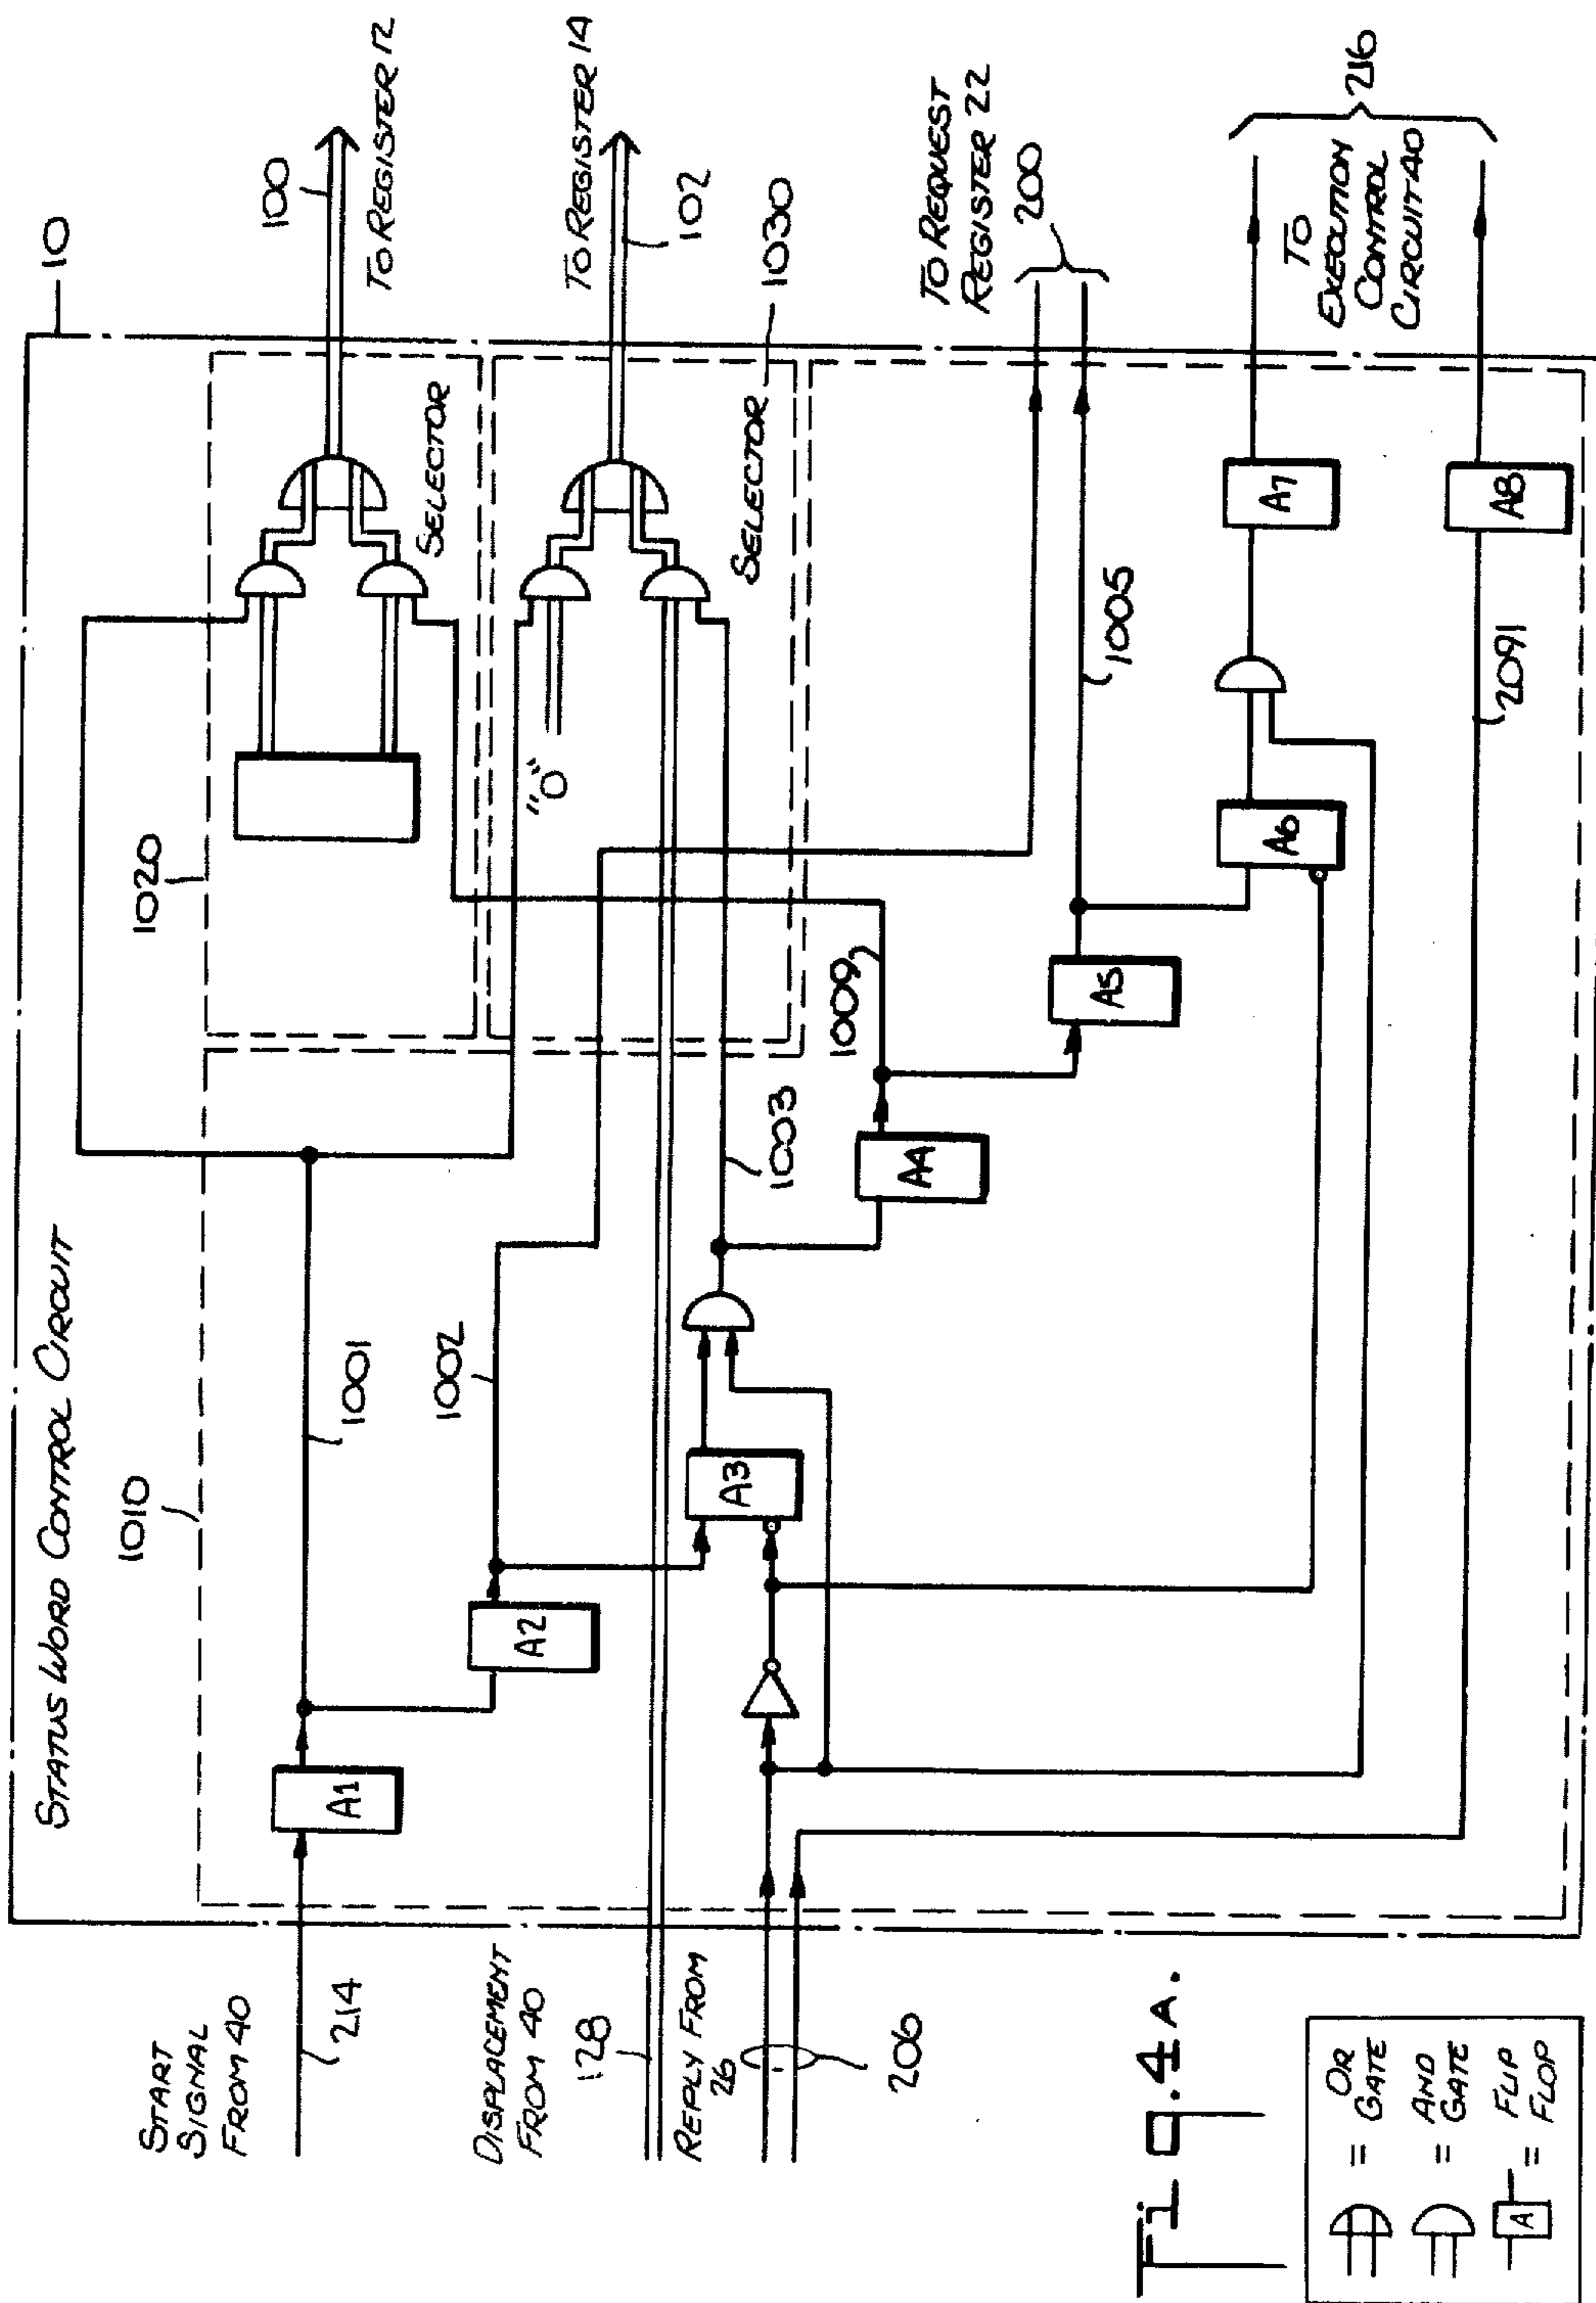 STATUS WORD CONTROL CIRCUIT
10
START
SIGNAL
FROM 40
214
DISPLACEMENT
FROM 40
128
REPLY FROM
26
206
1010
1001
1002
1003
1009
1005
2091
1020
1030
A1
A2
A3
A4
A5
A6
A7
A8
"0"
SELECTOR
SELECTOR
100
TO REGISTER 12
TO REGISTER 14
102
TO REQUEST
REGISTER 22
200
TO
EXECUTION
CONTROL
CIRCUIT 40
216
Fig.4A.
= OR
GATE
= AND
GATE
A
= FLIP
FLOP